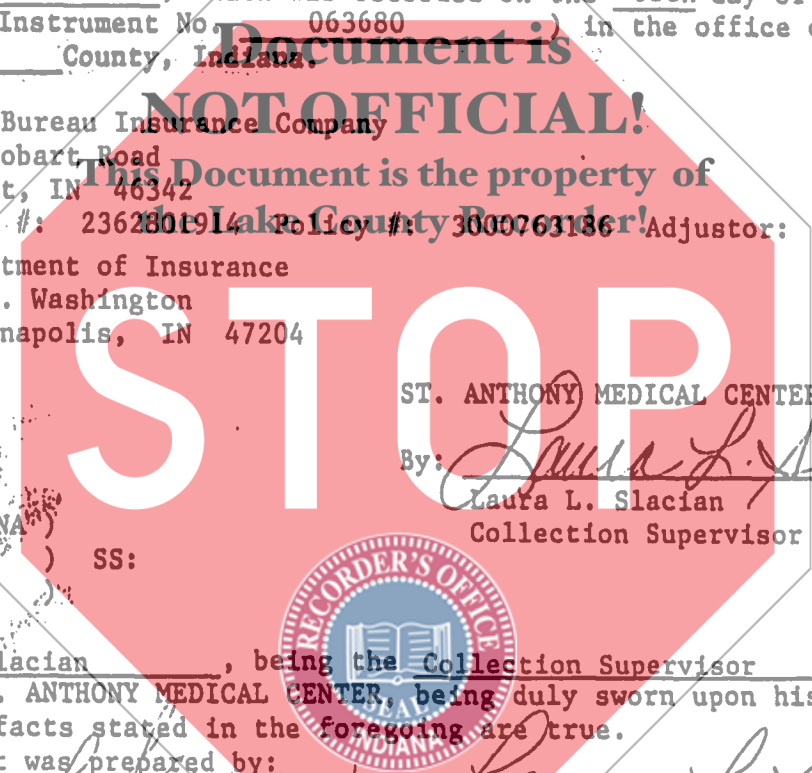 Instrument No. 063680 ) in the office
County, Indiana.
Document is
NOT OFFICIAL!
Bureau Insurance Company
obart Road
This Document is the property of
t, IN 46342
the Lake County Recorder!
#: 2362801914 Policy #: 3000763186 Adjustor:
tment of Insurance
. Washington
napolis, IN 47204
STOP
ST. ANTHONY MEDICAL CENTER
By: Laura L. S
Laura L. Slacian
NA )
Collection Supervisor
) SS:
)
RECORDER'S OFFICE
SEAL
INDIANA
lacian , being the Collection Supervisor
. ANTHONY MEDICAL CENTER, being duly sworn upon his
facts stated in the foregoing are true.
t was prepared by: